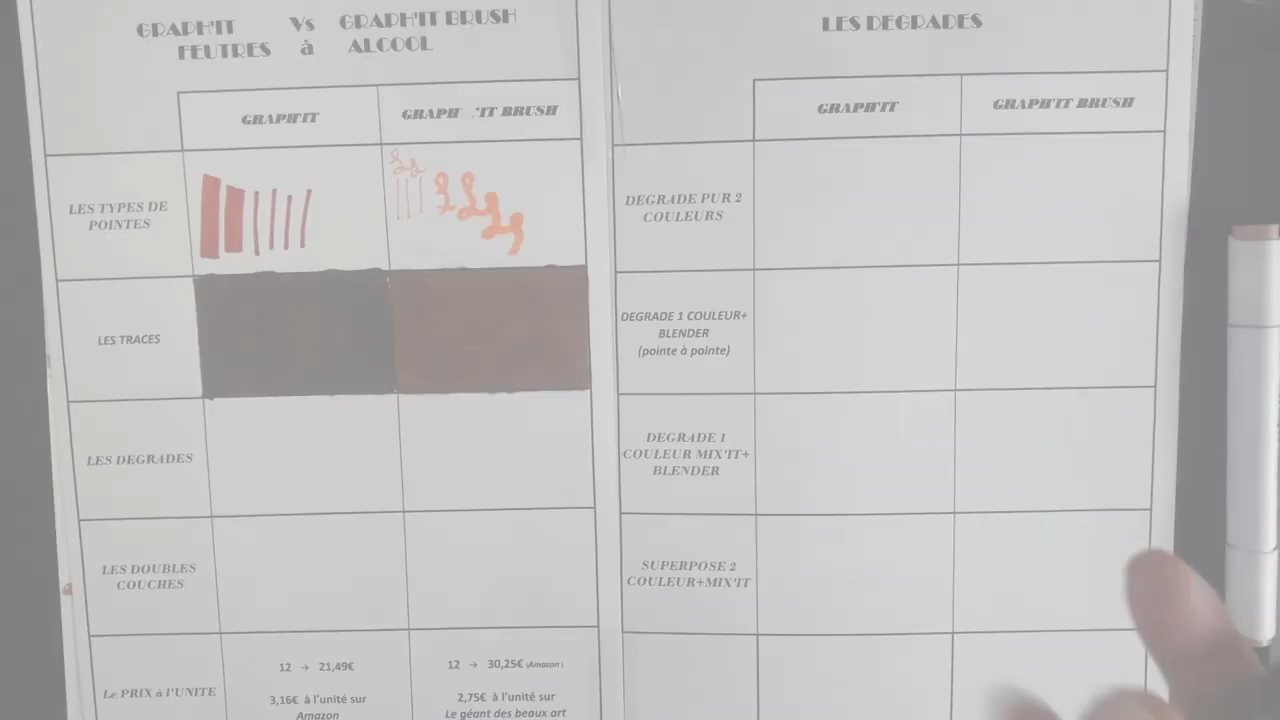 GRAPH'IT Vs GRAPH'IT BRUSH
FEUTRES à ALCOOL
GRAPH'IT
GRAPH 'IT BRUSH
LES TYPES DE
POINTES
LES TRACES
LES DEGRADES
LES DOUBLES
COUCHES
Le PRIX à l'UNITE
12 → 21,49€
3,16€ à l'unité sur
Amazon
12 → 30,25€ (Amazon)
2,75€ à l'unité sur
Le géant des beaux art
LES DEGRADES
GRAPH'IT
GRAPH'IT BRUSH
DEGRADE PUR 2
COULEURS
DEGRADE 1 COULEUR+
BLENDER
(pointe à pointe)
DEGRADE 1
COULEUR MIX'IT+
BLENDER
SUPERPOSE 2
COULEUR+MIX'IT